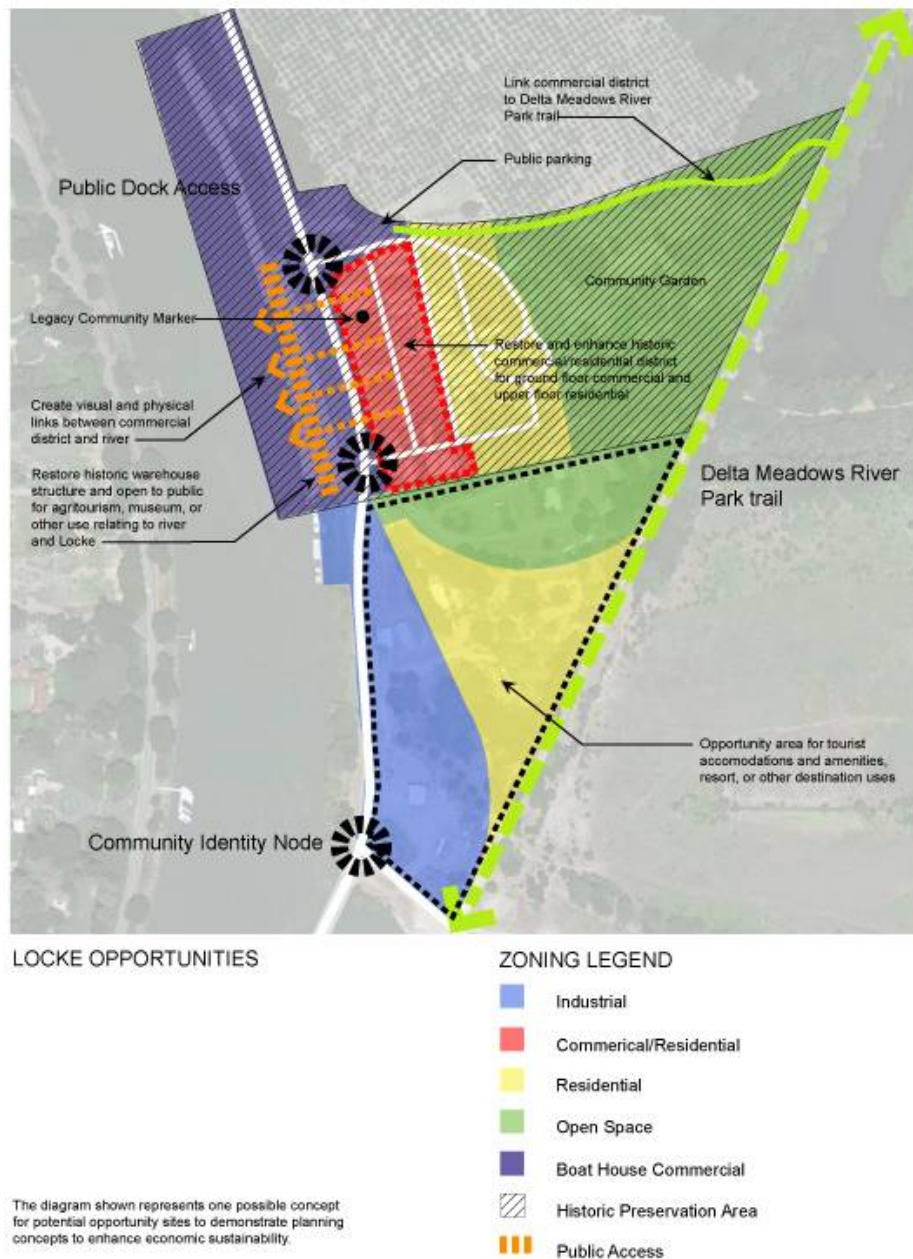 Link commercial district
to Delta Meadows River
Park trail
Public parking
Public Dock Access
Community Garden
Legacy Community Marker
Restore and enhance historic
commercial/residential district
for ground floor commercial and
upper floor residential
Create visual and physical
links between commercial
district and river
Restore historic warehouse
structure and open to public
for agritourism, museum, or
other use relating to river
and Locke
Delta Meadows River
Park trail
Opportunity area for tourist
accomodations and amenities,
resort, or other destination uses
Community Identity Node
LOCKE OPPORTUNITIES
The diagram shown represents one possible concept
for potential opportunity sites to demonstrate planning
concepts to enhance economic sustainability.
ZONING LEGEND
Industrial
Commerical/Residential
Residential
Open Space
Boat House Commercial
Historic Preservation Area
Public Access